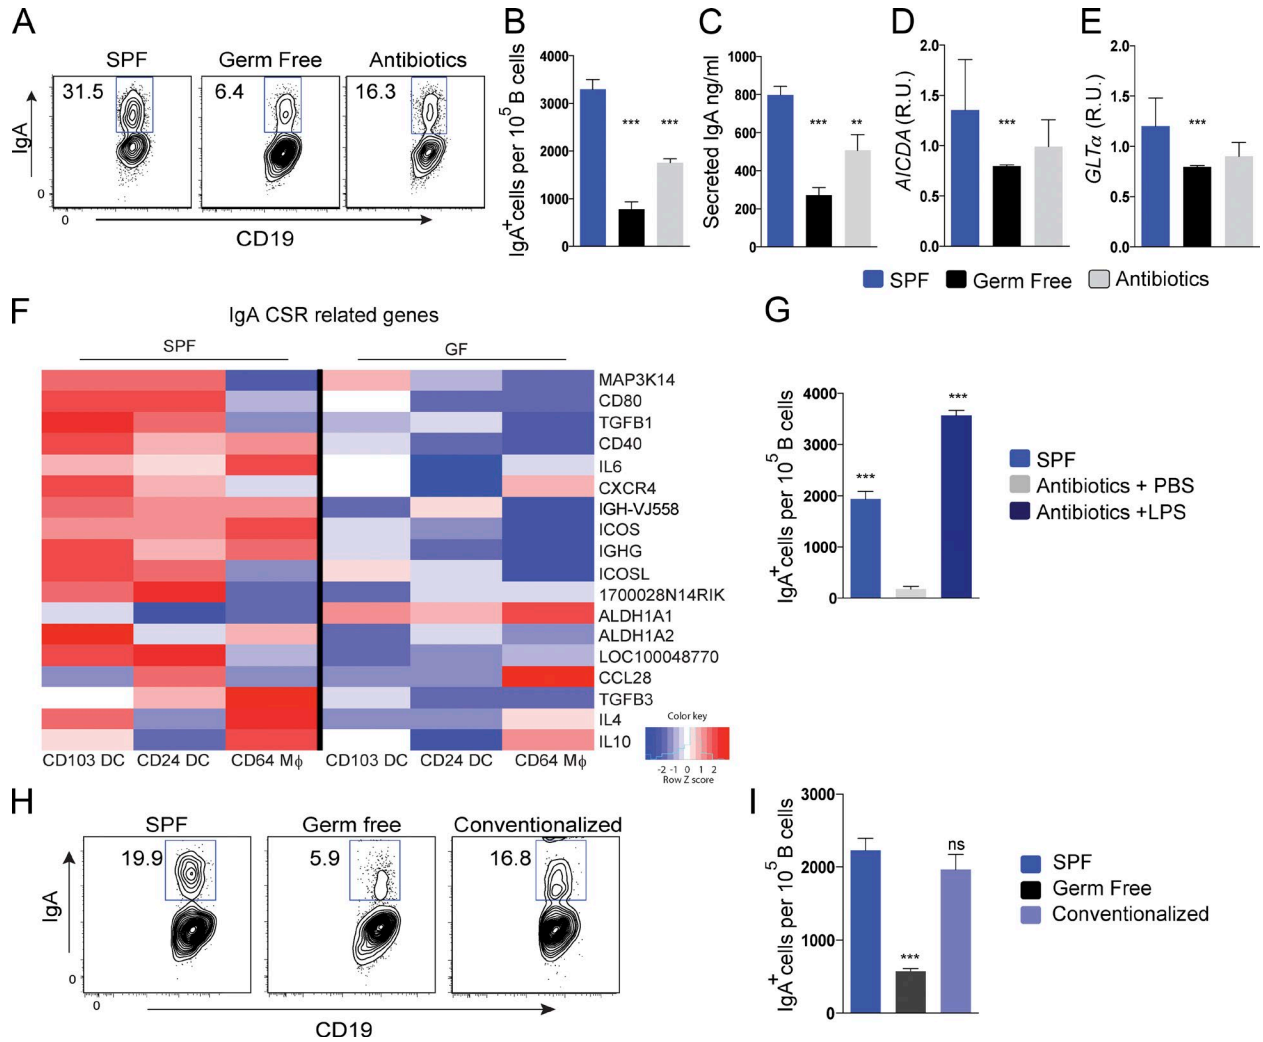 A
SPF
Germ Free
Antibiotics
31.5
6.4
16.3
IgA
0
0
CD19
B
IgA+cells per 10^5 B cells
4000
3000
2000
1000
0
***
***
C
Secreted IgA ng/ml
1000
800
600
400
200
0
***
**
D
AICDA (R.U.)
2.0
1.5
1.0
0.5
0.0
***
E
GLTα (R.U.)
2.0
1.5
1.0
0.5
0.0
***
SPF
Germ Free
Antibiotics
F
IgA CSR related genes
SPF
GF
MAP3K14
CD80
TGFB1
CD40
IL6
CXCR4
IGH-VJ558
ICOS
IGHG
ICOSL
1700028N14RIK
ALDH1A1
ALDH1A2
LOC100048770
CCL28
TGFB3
IL4
IL10
CD103 DC
CD24 DC
CD64 Mϕ
CD103 DC
CD24 DC
CD64 Mϕ
Color key
-2 -1 0 1 2
Row Z score
G
IgA+cells per 10^5 B cells
4000
3000
2000
1000
0
***
***
SPF
Antibiotics + PBS
Antibiotics +LPS
H
SPF
Germ free
Conventionalized
19.9
5.9
16.8
IgA
0
0
CD19
I
IgA+cells per 10^5 B cells
3000
2000
1000
0
***
ns
SPF
Germ Free
Conventionalized